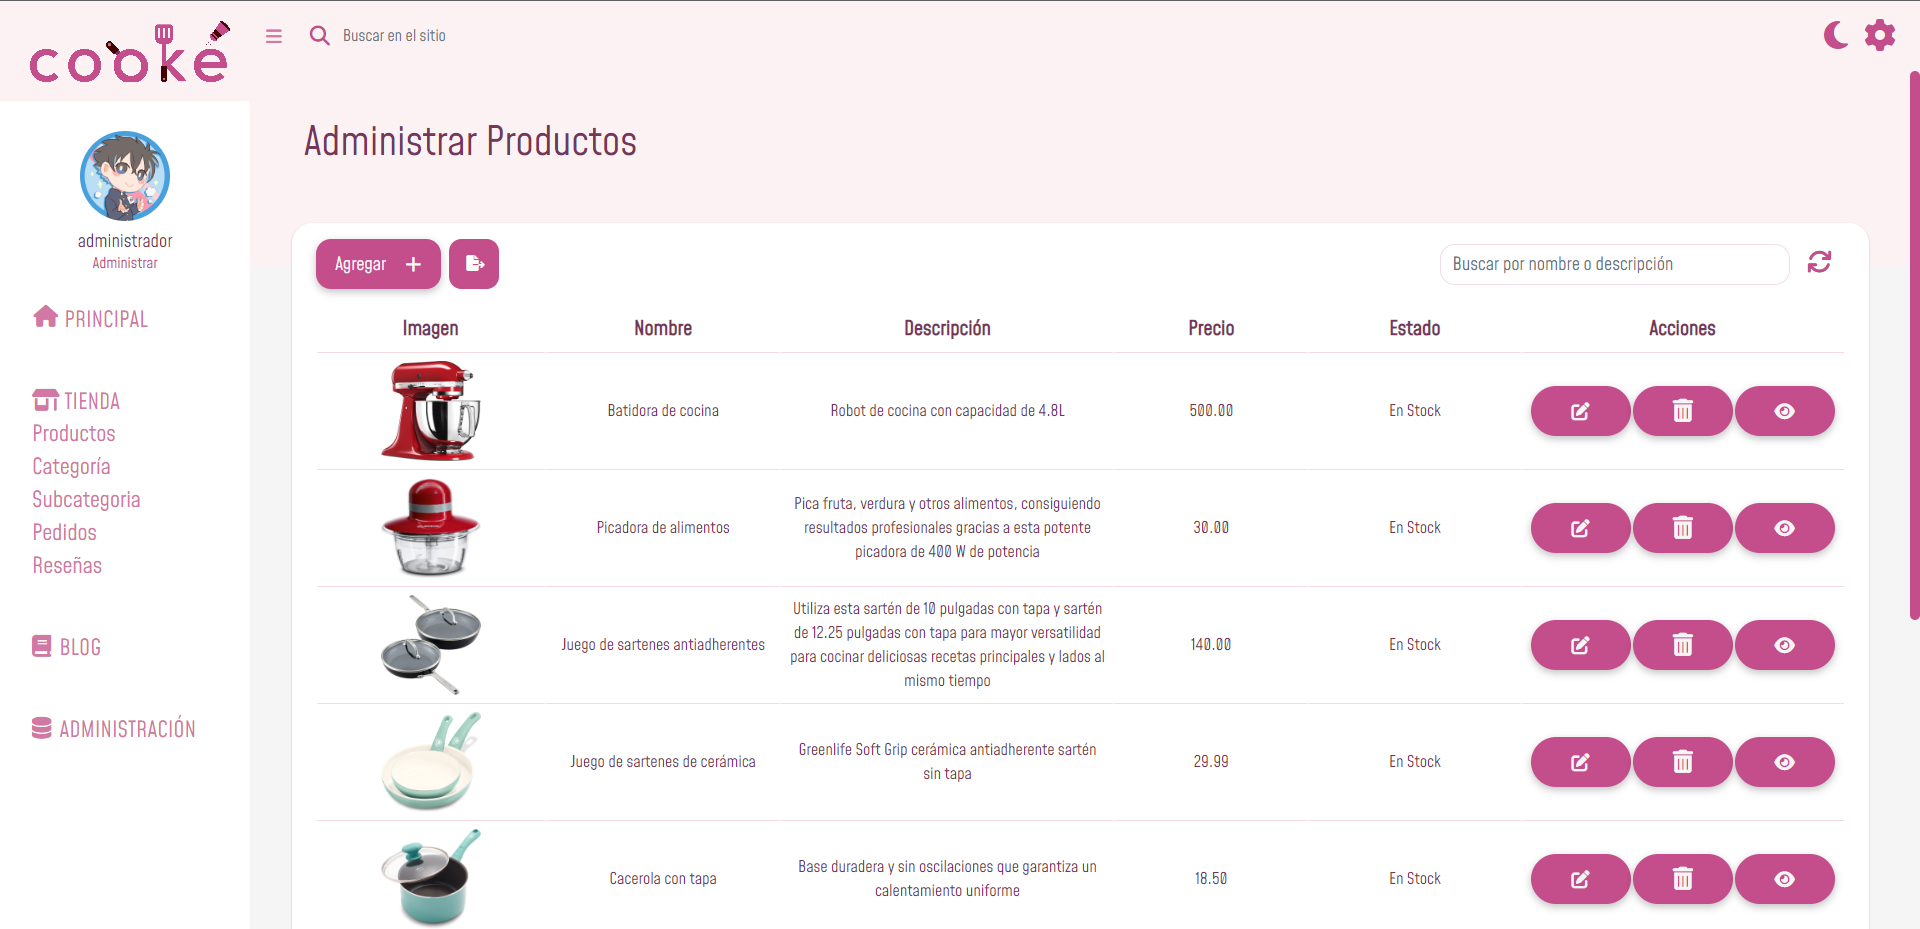 cooke
Buscar en el sitio
administrador
Administrar
PRINCIPAL
TIENDA
Productos
Categoría
Subcategoria
Pedidos
Reseñas
BLOG
ADMINISTRACIÓN
Administrar Productos
Agregar
Buscar por nombre o descripción
Imagen Nombre Descripción Precio Estado Acciones
Batidora de cocina Robot de cocina con capacidad de 4.8L 500.00 En Stock
Pica fruta, verdura y otros alimentos, consiguiendo
Picadora de alimentos resultados profesionales gracias a esta potente 30.00 En Stock
picadora de 400 W de potencia
Utiliza esta sartén de 10 pulgadas con tapa y sartén
de 12.25 pulgadas con tapa para mayor versatilidad
Juego de sartenes antiadherentes 140.00 En Stock
para cocinar deliciosas recetas principales y lados al
mismo tiempo
Greenlife Soft Grip cerámica antiadherente sartén
Juego de sartenes de cerámica 29.99 En Stock
sin tapa
Base duradera y sin oscilaciones que garantiza un
Cacerola con tapa 18.50 En Stock
calentamiento uniforme